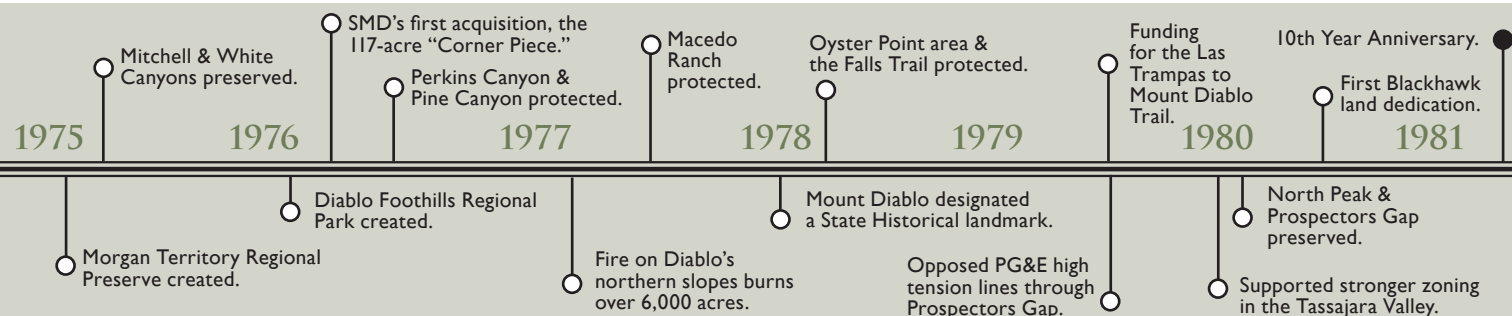 SMD's first acquisition, the
117-acre “Corner Piece.”
Mitchell & White
Canyons preserved.
Perkins Canyon &
Pine Canyon protected.
Macedo
Ranch
protected.
Oyster Point area &
the Falls Trail protected.
Funding
for the Las
Trampas to
Mount Diablo
Trail.
10th Year Anniversary.
First Blackhawk
land dedication.
1975
1976
1977
1978
1979
1980
1981
Morgan Territory Regional
Preserve created.
Diablo Foothills Regional
Park created.
Fire on Diablo's
northern slopes burns
over 6,000 acres.
Mount Diablo designated
a State Historical landmark.
Opposed PG&E high
tension lines through
Prospectors Gap.
North Peak &
Prospectors Gap
preserved.
Supported stronger zoning
in the Tassajara Valley.